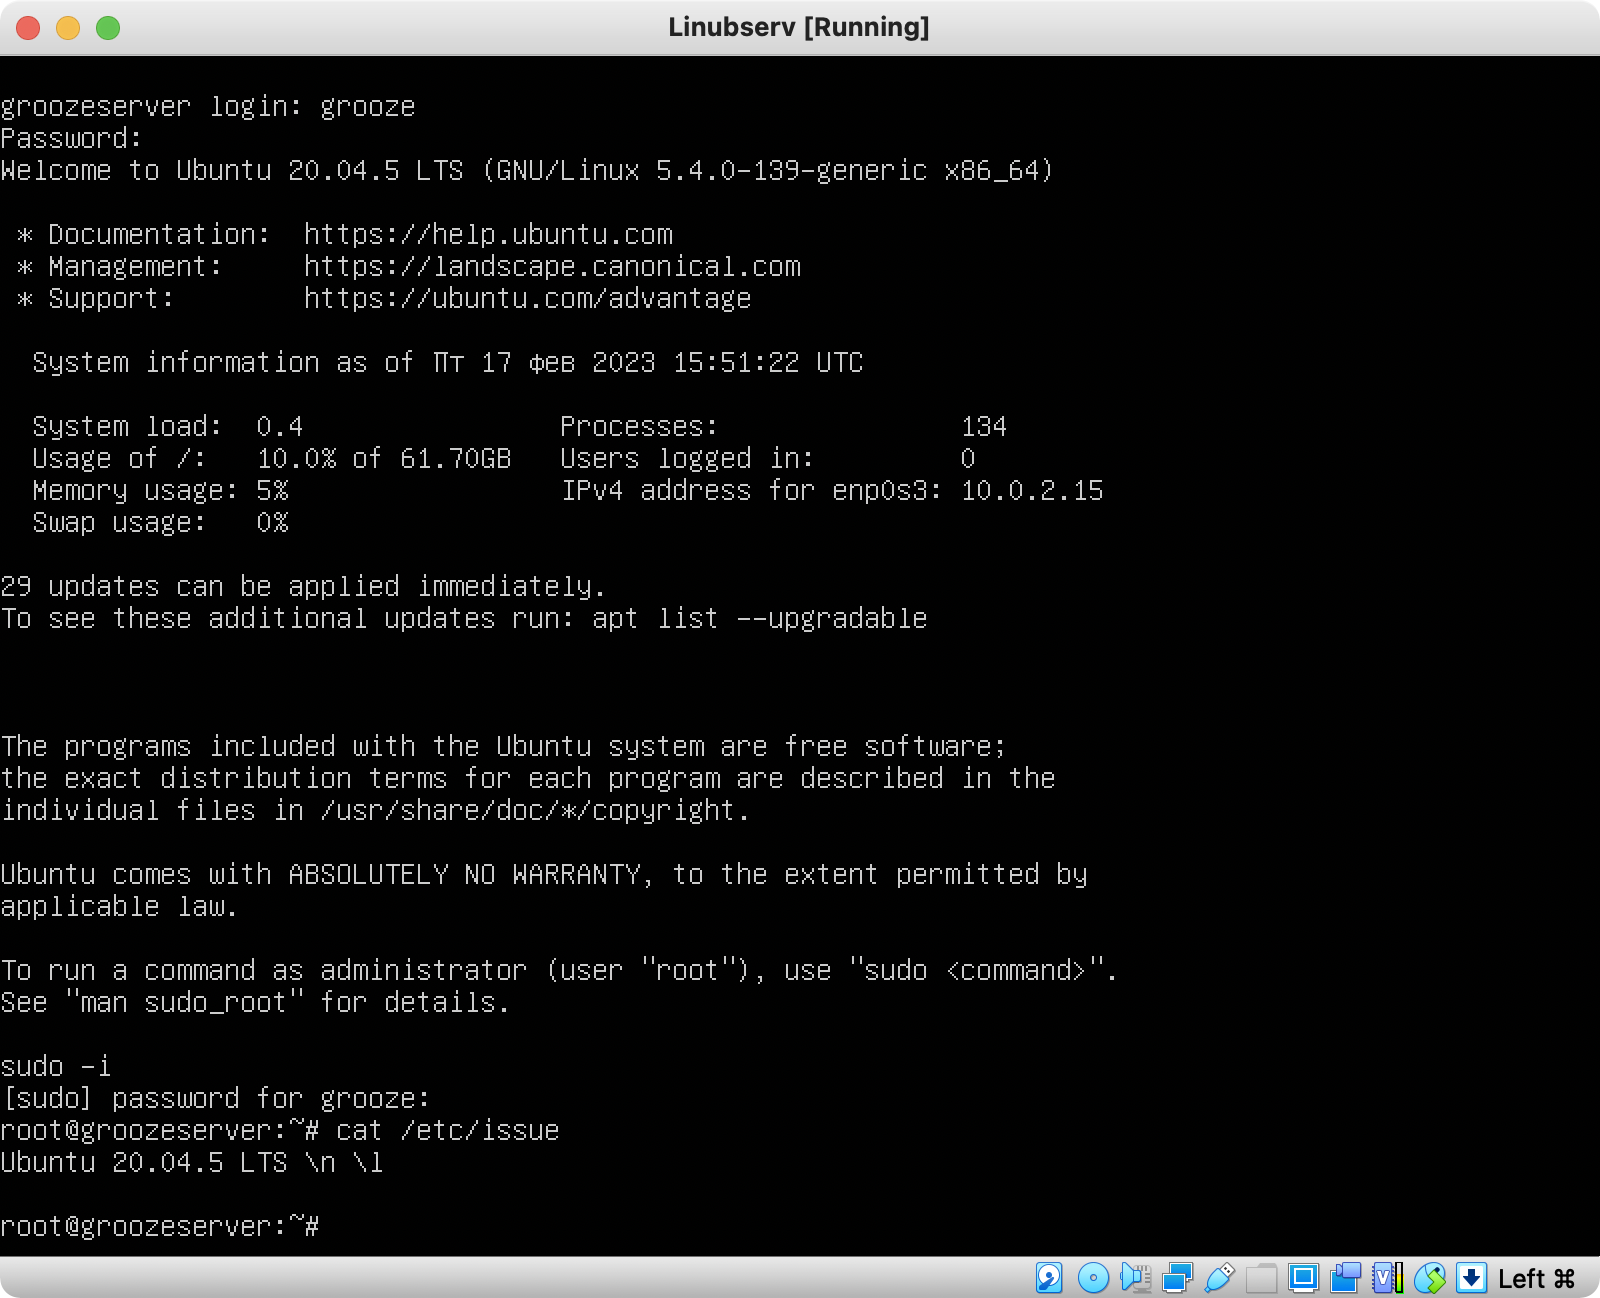 Linubserv [Running]
groozeserver login: grooze
Password:
Welcome to Ubuntu 20.04.5 LTS (GNU/Linux 5.4.0-139-generic x86_64)
* Documentation:  https://help.ubuntu.com
* Management:     https://landscape.canonical.com
* Support:        https://ubuntu.com/advantage
System information as of Пт 17 фев 2023 15:51:22 UTC
System load:  0.4                Processes:               134
Usage of /:   10.0% of 61.70GB   Users logged in:         0
Memory usage: 5%                 IPv4 address for enp0s3: 10.0.2.15
Swap usage:   0%
29 updates can be applied immediately.
To see these additional updates run: apt list --upgradable
The programs included with the Ubuntu system are free software;
the exact distribution terms for each program are described in the
individual files in /usr/share/doc/*/copyright.
Ubuntu comes with ABSOLUTELY NO WARRANTY, to the extent permitted by
applicable law.
To run a command as administrator (user "root"), use "sudo <command>".
See "man sudo_root" for details.
sudo -i
[sudo] password for grooze:
root@groozeserver:~# cat /etc/issue
Ubuntu 20.04.5 LTS \n \l
root@groozeserver:~#
Left ⌘